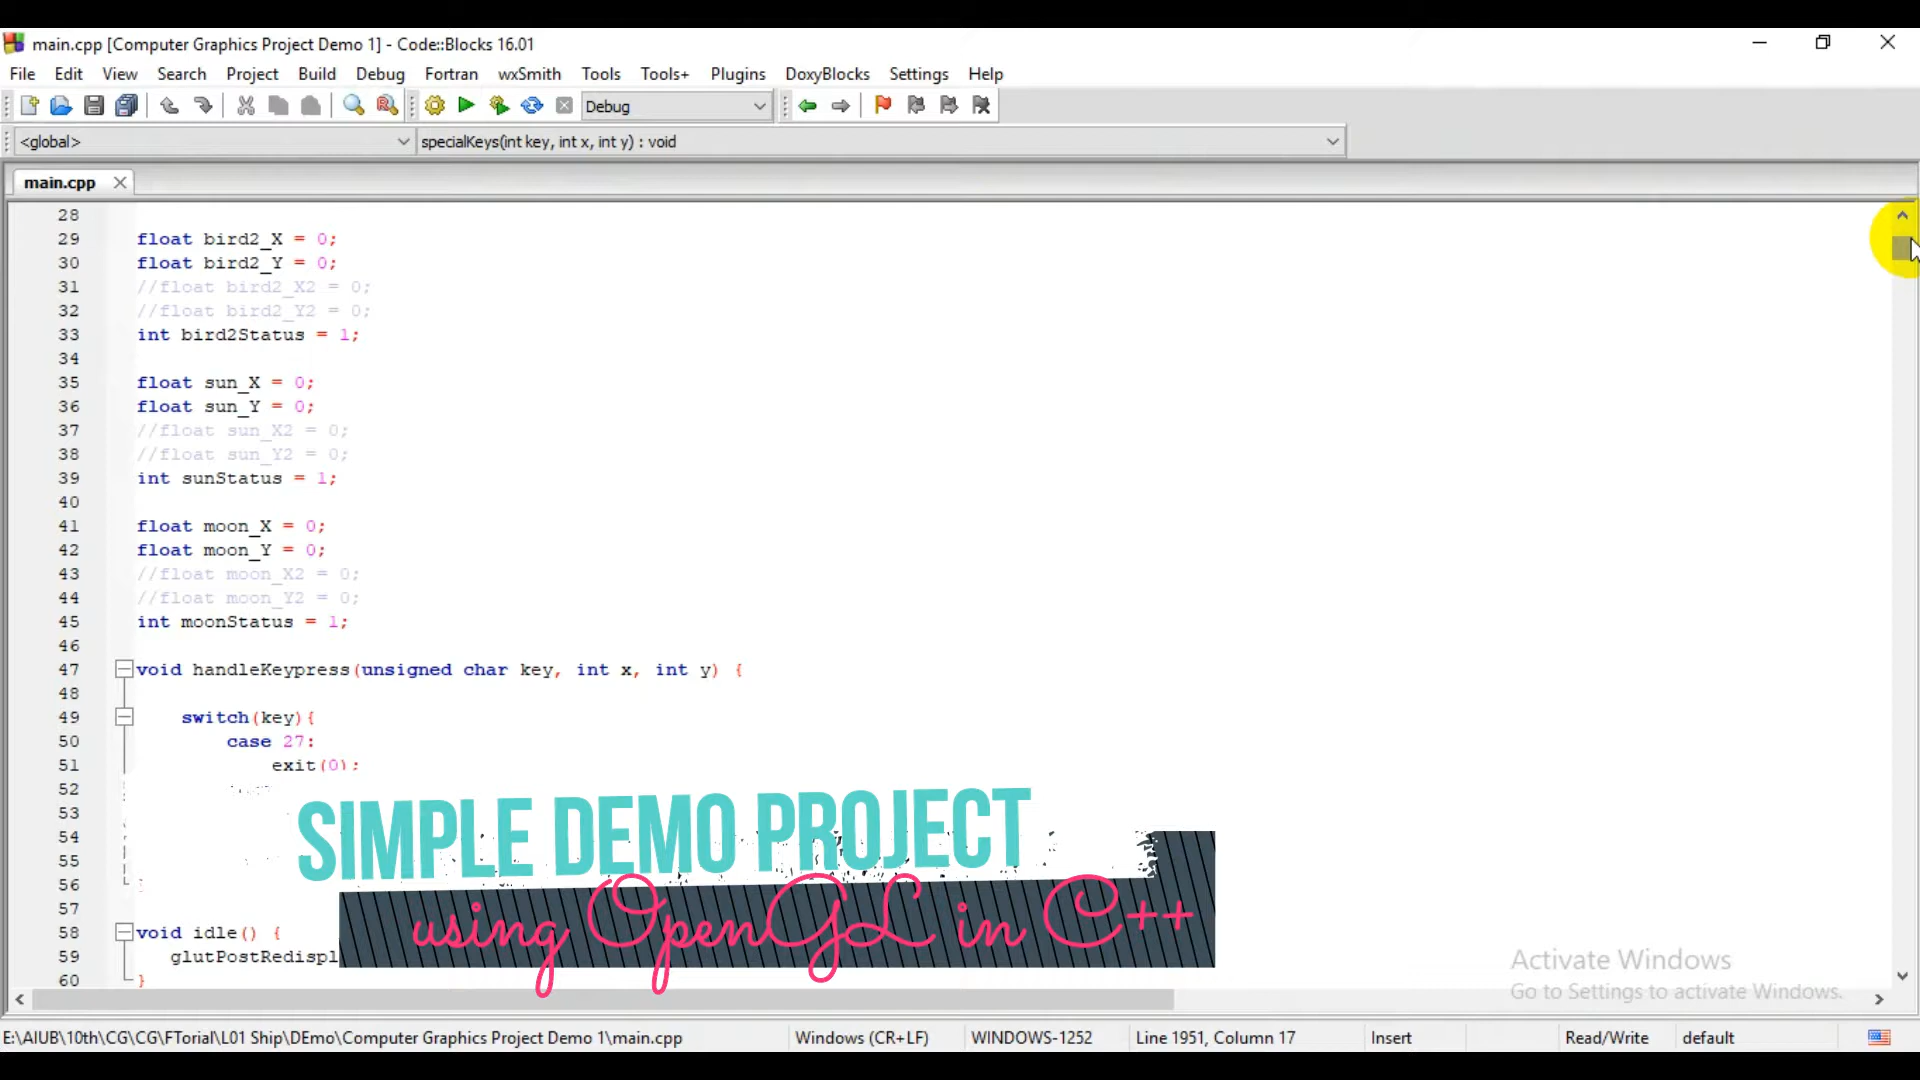 main.cpp [Computer Graphics Project Demo 1] - Code::Blocks 16.01
File Edit View Search Project Build Debug Fortran wxSmith Tools Tools+ Plugins DoxyBlocks Settings Help
Debug
<global> specialKeys(int key, int x, int y) : void
main.cpp
28
29 float bird2_X = 0;
30 float bird2_Y = 0;
31 //float bird2_X2 = 0;
32 //float bird2_Y2 = 0;
33 int bird2Status = 1;
34
35 float sun_X = 0;
36 float sun_Y = 0;
37 //float sun_X2 = 0;
38 //float sun_Y2 = 0;
39 int sunStatus = 1;
40
41 float moon_X = 0;
42 float moon_Y = 0;
43 //float moon_X2 = 0;
44 //float moon_Y2 = 0;
45 int moonStatus = 1;
46
47 void handleKeypress(unsigned char key, int x, int y) {
48
49 switch(key){
50 case 27:
51 exit(0);
52
53
54
55
56 }
57
58 void idle() {
59 glutPostRedispl
60 }
SIMPLE DEMO PROJECT
using OpenGL in C++
Activate Windows
Go to Settings to activate Windows.
E:\AIUB\10th\CG\CG\FTorial\L01 Ship\DEmo\Computer Graphics Project Demo 1\main.cpp Windows (CR+LF) WINDOWS-1252 Line 1951, Column 17 Insert Read/Write default